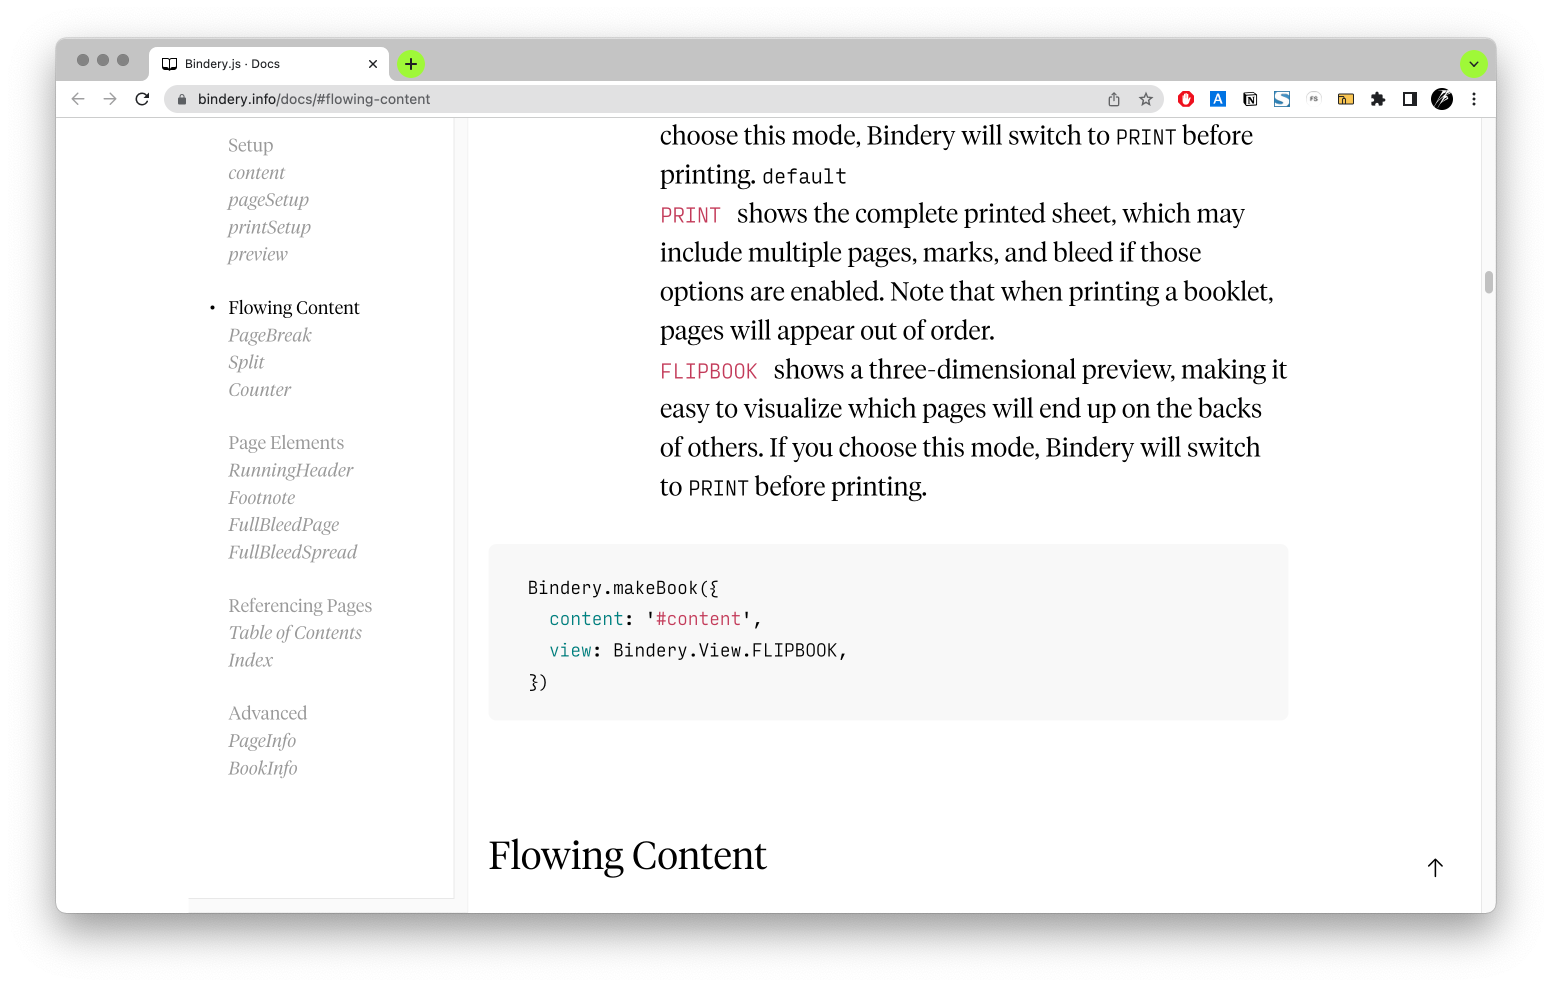 Bindery.js · Docs
bindery.info/docs/#flowing-content
A
N
S
FS
Setup
content
pageSetup
printSetup
preview
Flowing Content
PageBreak
Split
Counter
Page Elements
RunningHeader
Footnote
FullBleedPage
FullBleedSpread
Referencing Pages
Table of Contents
Index
Advanced
PageInfo
BookInfo
choose this mode, Bindery will switch to PRINT before
printing. default
PRINT shows the complete printed sheet, which may
include multiple pages, marks, and bleed if those
options are enabled. Note that when printing a booklet,
pages will appear out of order.
FLIPBOOK shows a three-dimensional preview, making it
easy to visualize which pages will end up on the backs
of others. If you choose this mode, Bindery will switch
to PRINT before printing.
Bindery.makeBook({
  content: '#content',
  view: Bindery.View.FLIPBOOK,
})
Flowing Content